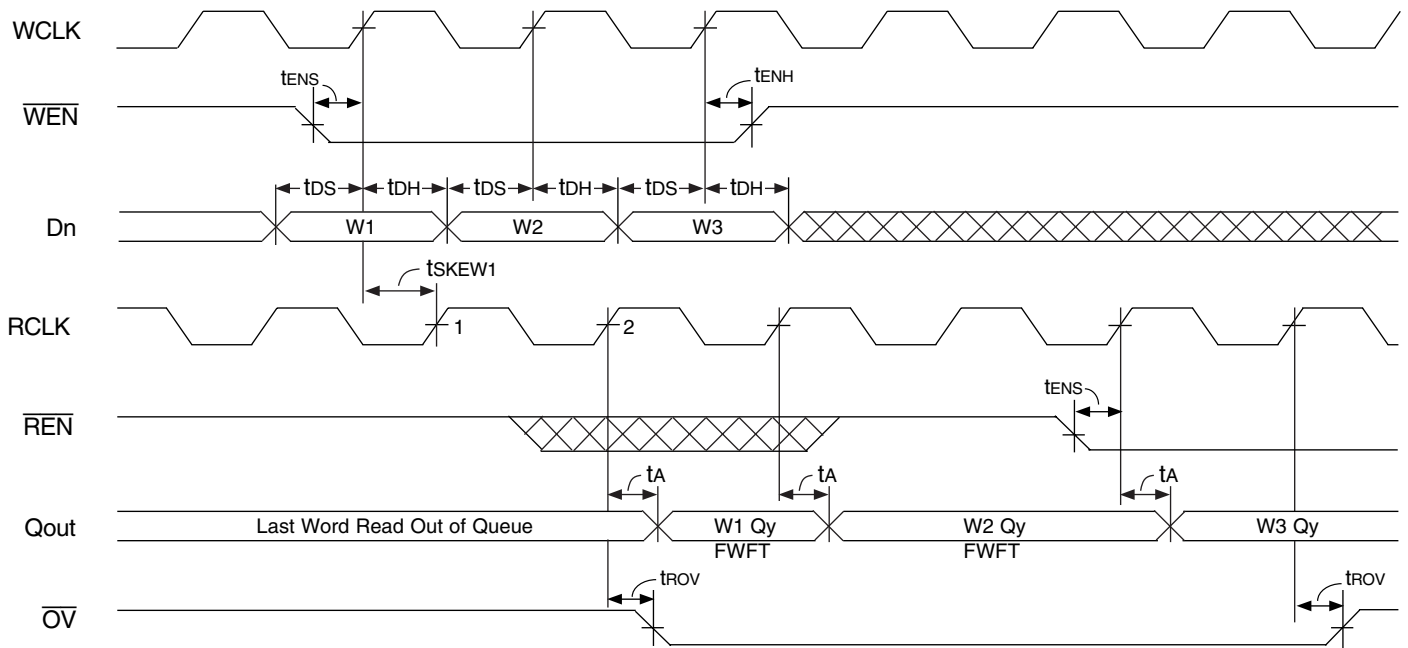 WCLK
tENS
tENH
WEN
tDS tDH tDS tDH tDS tDH
Dn W1 W2 W3
tSKEW1
RCLK 1 2
tENS
REN
tA tA tA
Qout Last Word Read Out of Queue W1 Qy W2 Qy W3 Qy
FWFT FWFT
tROV tROV
OV